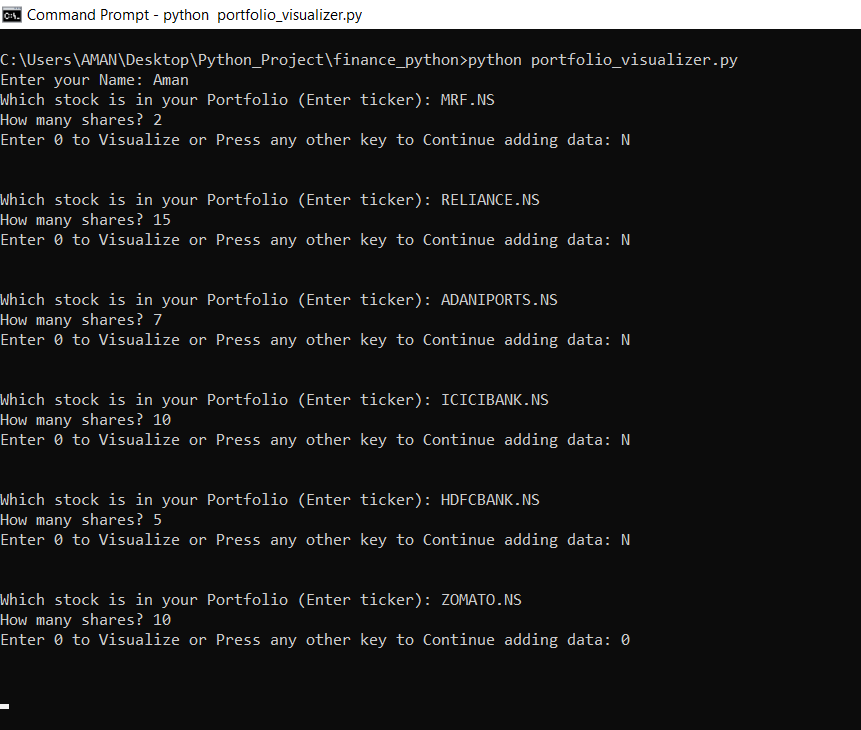 Command Prompt - python  portfolio_visualizer.py
C:\Users\AMAN\Desktop\Python_Project\finance_python>python portfolio_visualizer.py
Enter your Name: Aman
Which stock is in your Portfolio (Enter ticker): MRF.NS
How many shares? 2
Enter 0 to Visualize or Press any other key to Continue adding data: N
Which stock is in your Portfolio (Enter ticker): RELIANCE.NS
How many shares? 15
Enter 0 to Visualize or Press any other key to Continue adding data: N
Which stock is in your Portfolio (Enter ticker): ADANIPORTS.NS
How many shares? 7
Enter 0 to Visualize or Press any other key to Continue adding data: N
Which stock is in your Portfolio (Enter ticker): ICICIBANK.NS
How many shares? 10
Enter 0 to Visualize or Press any other key to Continue adding data: N
Which stock is in your Portfolio (Enter ticker): HDFCBANK.NS
How many shares? 5
Enter 0 to Visualize or Press any other key to Continue adding data: N
Which stock is in your Portfolio (Enter ticker): ZOMATO.NS
How many shares? 10
Enter 0 to Visualize or Press any other key to Continue adding data: 0